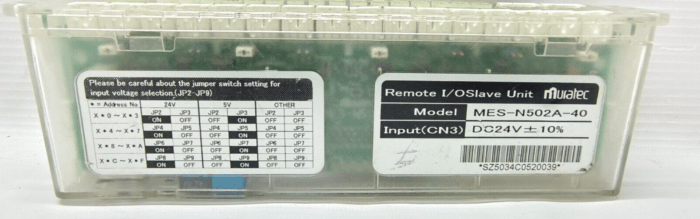 Please be careful about the jumper switch setting for
input voltage selection.(JP2-JP9)
* = Address No. 24V 5V OTHER
JP2 JP3 JP2 JP3 JP2 JP3
X*0~X*3 ON OFF OFF ON OFF OFF
JP4 JP5 JP4 JP5 JP4 JP5
X*4~X*7 ON OFF OFF ON OFF OFF
JP6 JP7 JP6 JP7 JP6 JP7
X*8~X*A ON OFF OFF ON OFF OFF
JP8 JP9 JP8 JP9 JP8 JP9
X*C~X*F ON OFF OFF ON OFF OFF
Remote I/OSlave Unit muratec
Model MES-N502A-40
Input(CN3) DC24V±10%
*SZ5034C0520039*